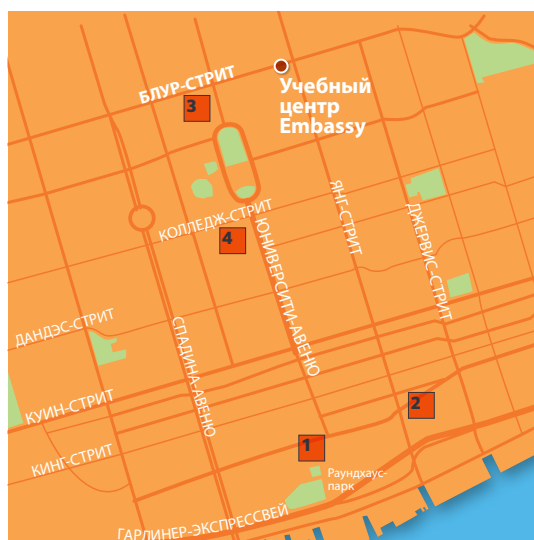 БЛУР-СТРИТ
Учебный
центр
Embassy
3
ЯНГ-СТРИТ
ДЖЕРВИС-СТРИТ
КОЛЛЕДЖ-СТРИТ
4
ЮНИВЕРСИТИ-АВЕНЮ
ДАНДЭС-СТРИТ
СПАДИНА-АВЕНЮ
КУИН-СТРИТ
2
1
КИНГ-СТРИТ
Раундхаус-
парк
ГАРДИНЕР-ЭКСПРЕССВЕЙ